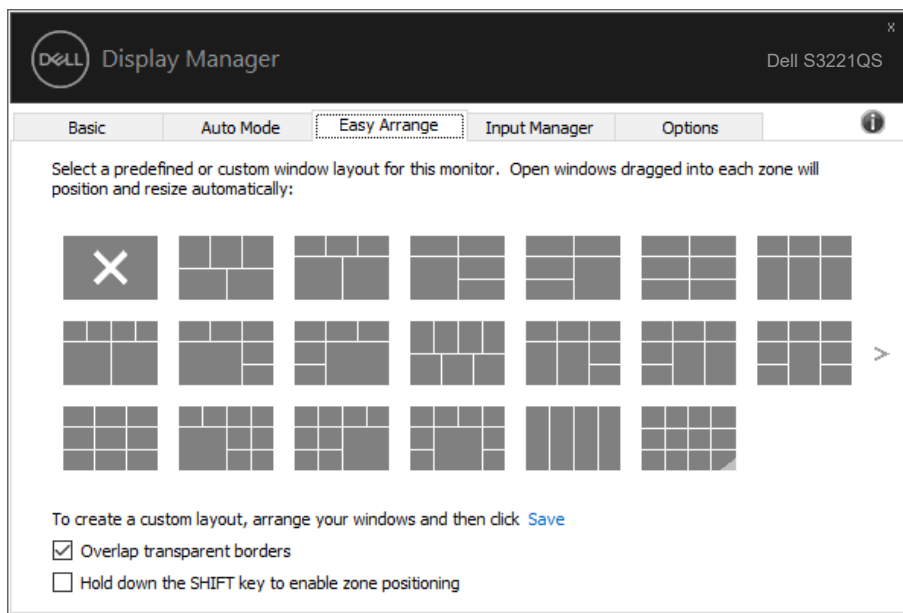 x
DELL Display Manager
Dell S3221QS
Basic Auto Mode Easy Arrange Input Manager Options
Select a predefined or custom window layout for this monitor. Open windows dragged into each zone will
position and resize automatically:
>
To create a custom layout, arrange your windows and then click Save
Overlap transparent borders
Hold down the SHIFT key to enable zone positioning